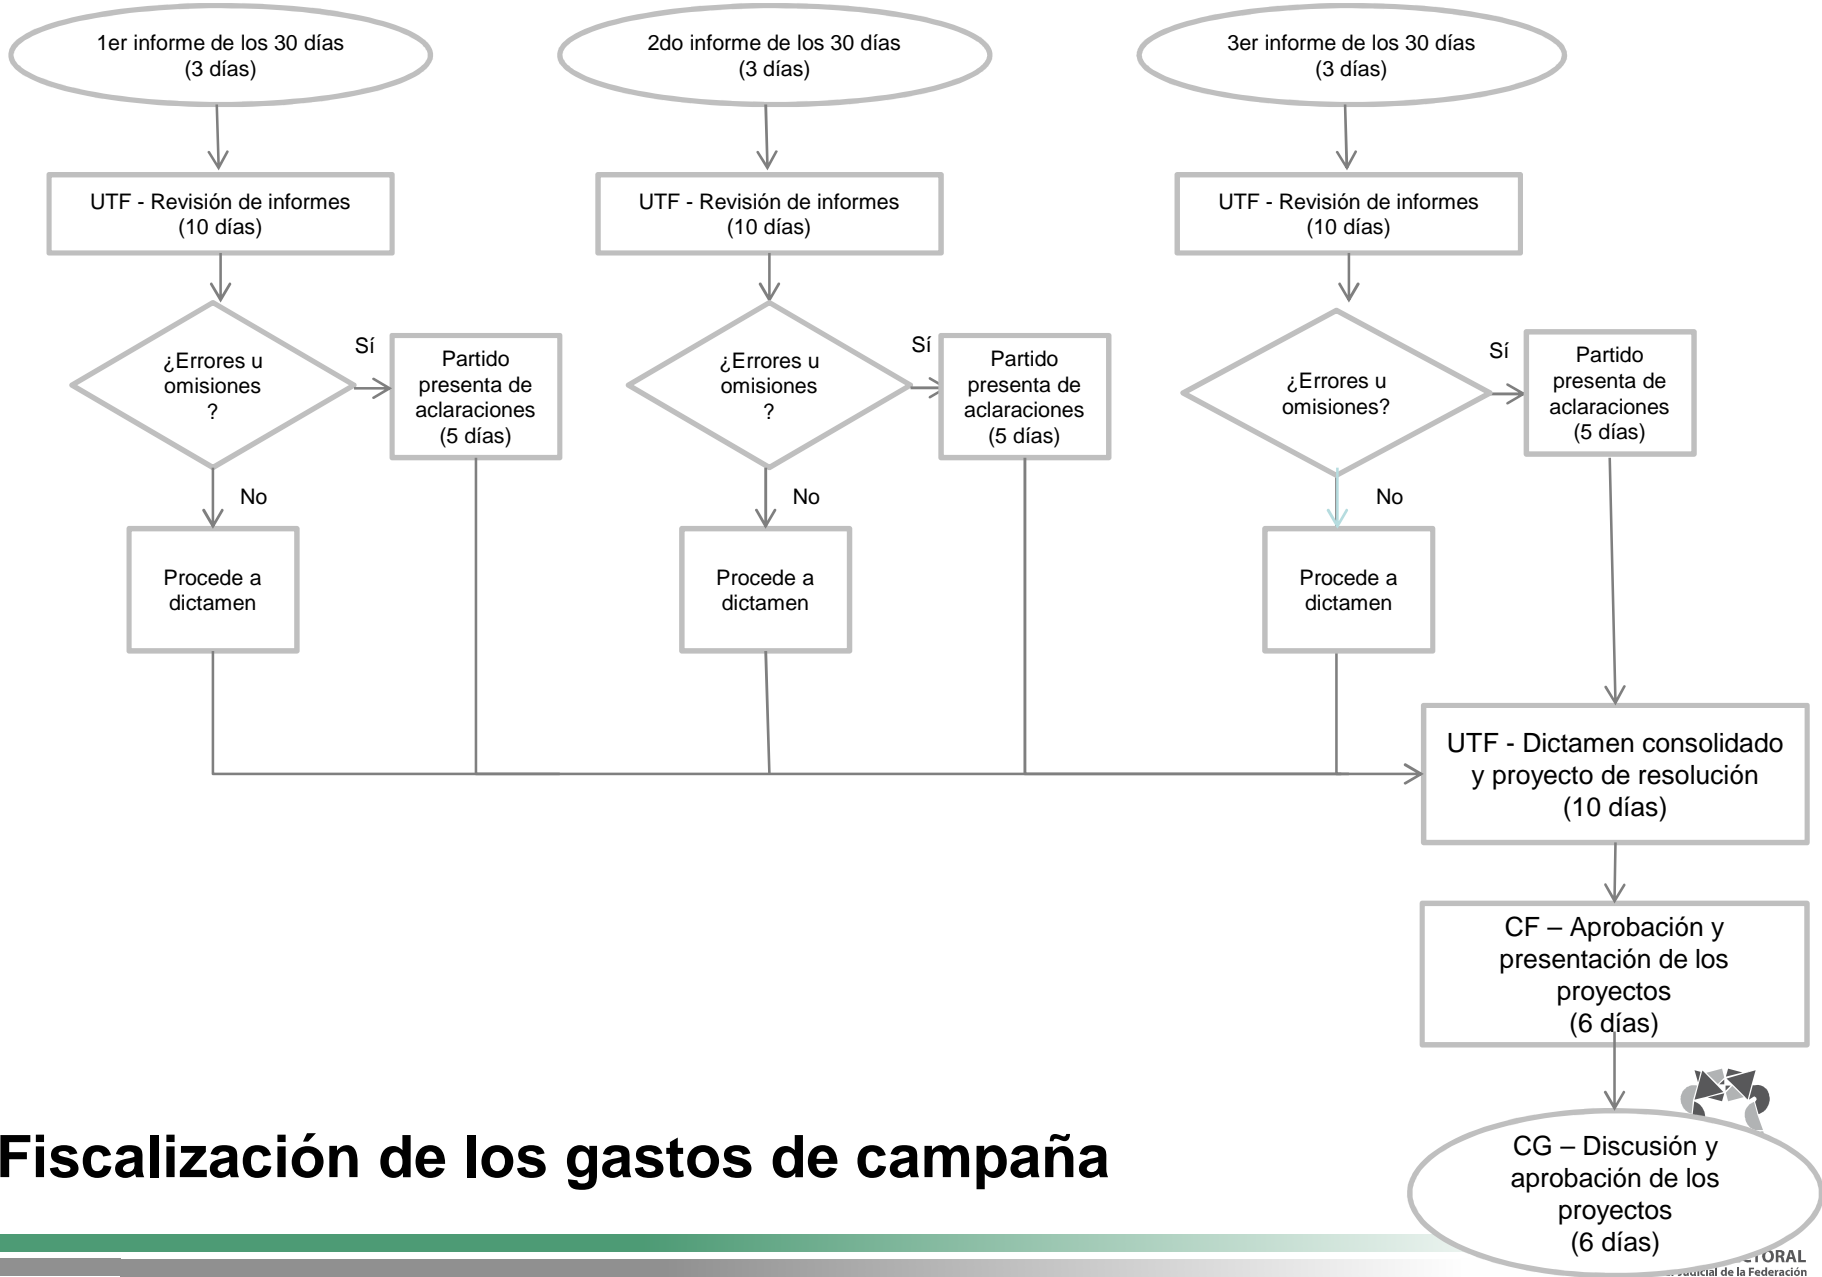 1er informe de los 30 días
(3 días)
2do informe de los 30 días
(3 días)
3er informe de los 30 días
(3 días)
UTF - Revisión de informes
(10 días)
UTF - Revisión de informes
(10 días)
UTF - Revisión de informes
(10 días)
¿Errores u
omisiones
?
Sí
Partido
presenta de
aclaraciones
(5 días)
¿Errores u
omisiones
?
Sí
Partido
presenta de
aclaraciones
(5 días)
¿Errores u
omisiones?
Sí
Partido
presenta de
aclaraciones
(5 días)
No
No
No
Procede a
dictamen
Procede a
dictamen
Procede a
dictamen
UTF - Dictamen consolidado
y proyecto de resolución
(10 días)
CF – Aprobación y
presentación de los
proyectos
(6 días)
CG – Discusión y
aprobación de los
proyectos
(6 días)
Fiscalización de los gastos de campaña
TORAL
Judicial de la Federación